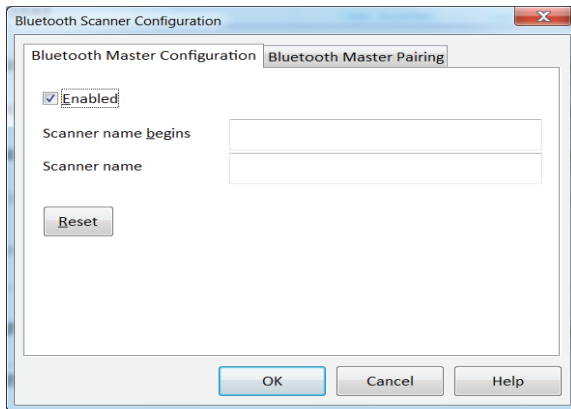 Bluetooth Scanner Configuration
Bluetooth Master Configuration Bluetooth Master Pairing
Enabled
Scanner name begins
Scanner name
Reset
OK Cancel Help